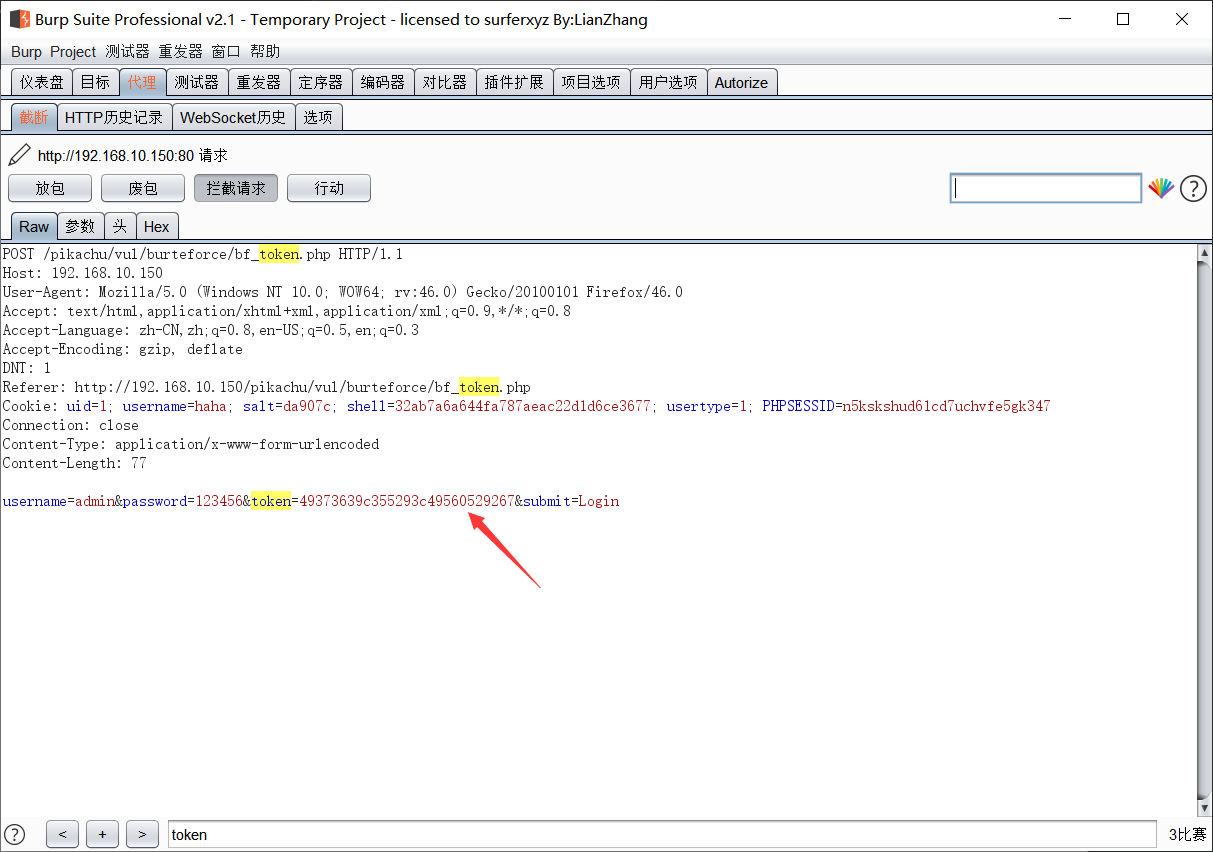 Burp Suite Professional v2.1 - Temporary Project - licensed to surferxyz By:LianZhang
Burp Project 测试器 重发器 窗口 帮助
仪表盘 目标 代理 测试器 重发器 定序器 编码器 对比器 插件扩展 项目选项 用户选项 Autorize
截断 HTTP历史记录 WebSocket历史 选项
http://192.168.10.150:80 请求
放包 废包 拦截请求 行动 ?
Raw 参数 头 Hex
POST /pikachu/vul/burteforce/bf_token.php HTTP/1.1
Host: 192.168.10.150
User-Agent: Mozilla/5.0 (Windows NT 10.0; WOW64; rv:46.0) Gecko/20100101 Firefox/46.0
Accept: text/html,application/xhtml+xml,application/xml;q=0.9,*/*;q=0.8
Accept-Language: zh-CN,zh;q=0.8,en-US;q=0.5,en;q=0.3
Accept-Encoding: gzip, deflate
DNT: 1
Referer: http://192.168.10.150/pikachu/vul/burteforce/bf_token.php
Cookie: uid=1; username=haha; salt=da907c; shell=32ab7a6a644fa787aeac22d1d6ce3677; usertype=1; PHPSESSID=n5kskshud61cd7uchvfe5gk347
Connection: close
Content-Type: application/x-www-form-urlencoded
Content-Length: 77
username=admin&password=123456&token=49373639c355293c49560529267&submit=Login
? < + > token 3比赛